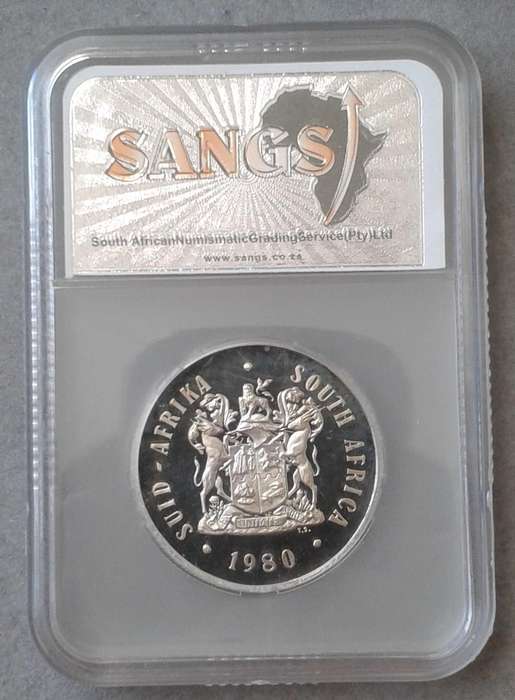 SANGS
South AfricanNumismaticGradingService(Pty)Ltd
www.sangs.co.za
SUID-AFRIKA · SOUTH AFRICA
· 1980 ·
T.S.